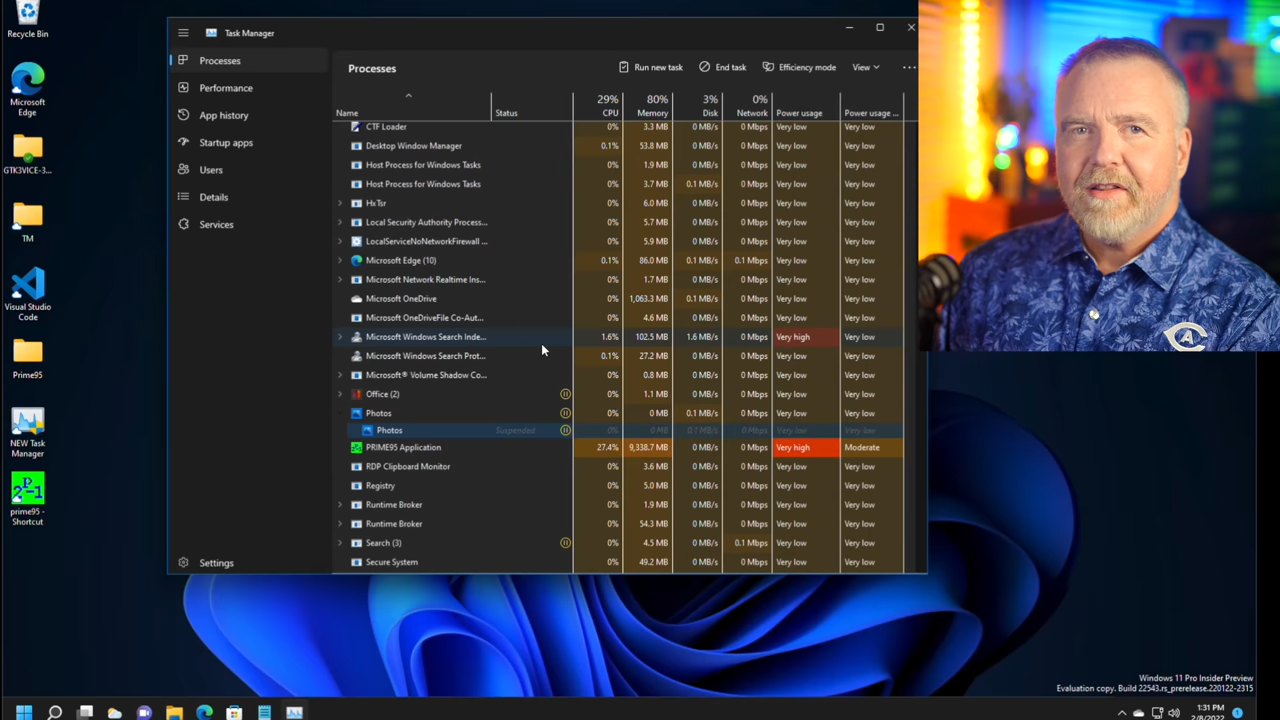 Recycle Bin
Microsoft
Edge
GTK3VICE-3...
TM
Visual Studio
Code
Prime95
NEW Task
Manager
prime95 -
Shortcut
Task Manager
Processes
Performance
App history
Startup apps
Users
Details
Services
Settings
Processes Run new task End task Efficiency mode View
29% 80% 3% 0%
Name Status CPU Memory Disk Network Power usage Power usage ...
CTF Loader 0% 3.3 MB 0 MB/s 0 Mbps Very low Very low
Desktop Window Manager 0.1% 53.8 MB 0 MB/s 0 Mbps Very low Very low
Host Process for Windows Tasks 0% 1.9 MB 0 MB/s 0 Mbps Very low Very low
Host Process for Windows Tasks 0% 3.7 MB 0.1 MB/s 0 Mbps Very low Very low
HxTsr 0% 6.0 MB 0 MB/s 0 Mbps Very low Very low
Local Security Authority Process... 0% 5.7 MB 0 MB/s 0 Mbps Very low Very low
LocalServiceNoNetworkFirewall ... 0% 5.9 MB 0 MB/s 0 Mbps Very low Very low
Microsoft Edge (10) 0.1% 86.0 MB 0.1 MB/s 0.1 Mbps Very low Very low
Microsoft Network Realtime Ins... 0% 1.7 MB 0 MB/s 0 Mbps Very low Very low
Microsoft OneDrive 0% 1,063.3 MB 0.1 MB/s 0 Mbps Very low Very low
Microsoft OneDriveFile Co-Aut... 0% 4.6 MB 0 MB/s 0 Mbps Very low Very low
Microsoft Windows Search Inde... 1.6% 102.5 MB 1.6 MB/s 0 Mbps Very high Very low
Microsoft Windows Search Prot... 0.1% 27.2 MB 0 MB/s 0 Mbps Very low Very low
Microsoft® Volume Shadow Co... 0% 0.8 MB 0 MB/s 0 Mbps Very low Very low
Office (2) 0% 1.1 MB 0 MB/s 0 Mbps Very low Very low
Photos 0% 0 MB 0.1 MB/s 0 Mbps Very low Very low
Photos Suspended 0% 0 MB 0.1 MB/s 0 Mbps Very low Very low
PRIME95 Application 27.4% 9,338.7 MB 0 MB/s 0 Mbps Very high Moderate
RDP Clipboard Monitor 0% 3.6 MB 0 MB/s 0 Mbps Very low Very low
Registry 0% 5.0 MB 0 MB/s 0 Mbps Very low Very low
Runtime Broker 0% 1.9 MB 0 MB/s 0 Mbps Very low Very low
Runtime Broker 0% 54.3 MB 0 MB/s 0 Mbps Very low Very low
Search (3) 0% 4.5 MB 0 MB/s 0.1 Mbps Very low Very low
Secure System 0% 49.2 MB 0 MB/s 0 Mbps Very low Very low
Windows 11 Pro Insider Preview
Evaluation copy. Build 22543.rs_prerelease.220122-2315
1:31 PM
2/8/2022
1